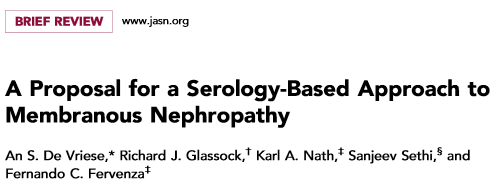 BRIEF REVIEW www.jasn.org
A Proposal for a Serology-Based Approach to
Membranous Nephropathy
An S. De Vriese,* Richard J. Glassock,† Karl A. Nath,‡ Sanjeev Sethi,§ and
Fernando C. Fervenza‡